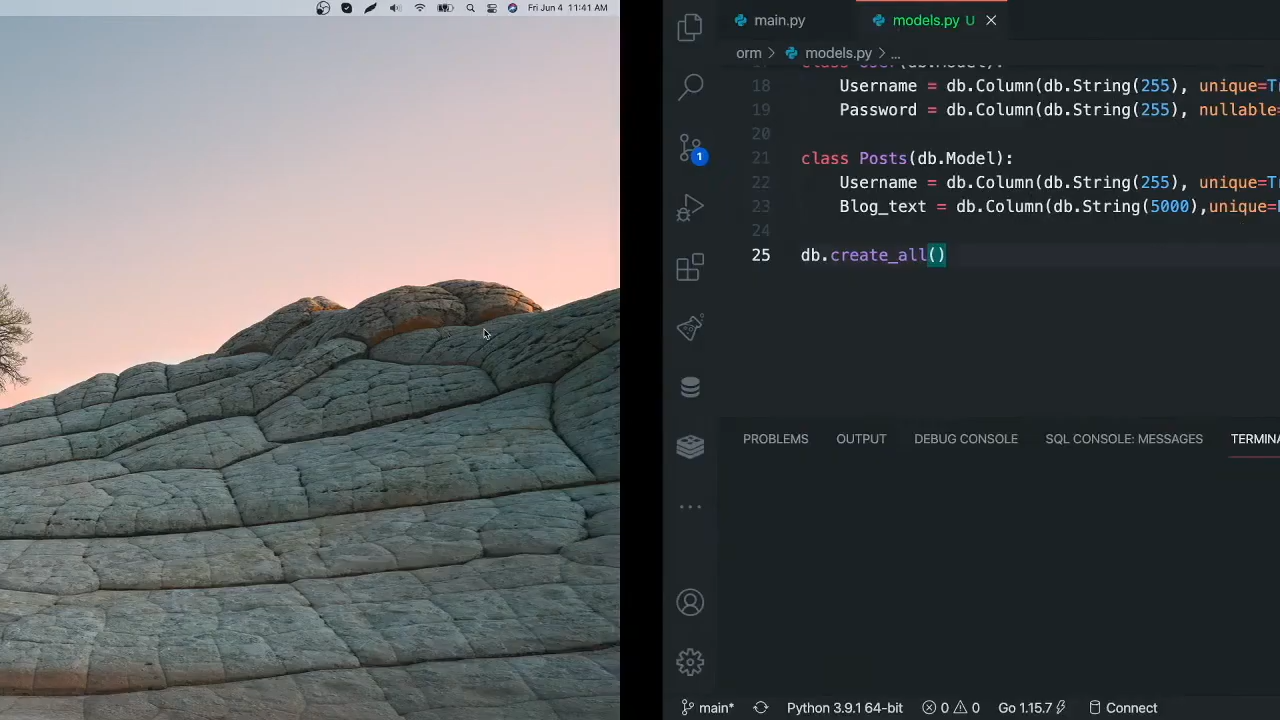 Fri Jun 4 11:41 AM
main.py
models.py U
orm > models.py > ...
18 Username = db.Column(db.String(255), unique=
19 Password = db.Column(db.String(255), nullable=
20
21 class Posts(db.Model):
22 Username = db.Column(db.String(255), unique=
23 Blog_text = db.Column(db.String(5000),unique=
24
25 db.create_all()
1
PROBLEMS OUTPUT DEBUG CONSOLE SQL CONSOLE: MESSAGES
main* Python 3.9.1 64-bit 0 0 Go 1.15.7 Connect